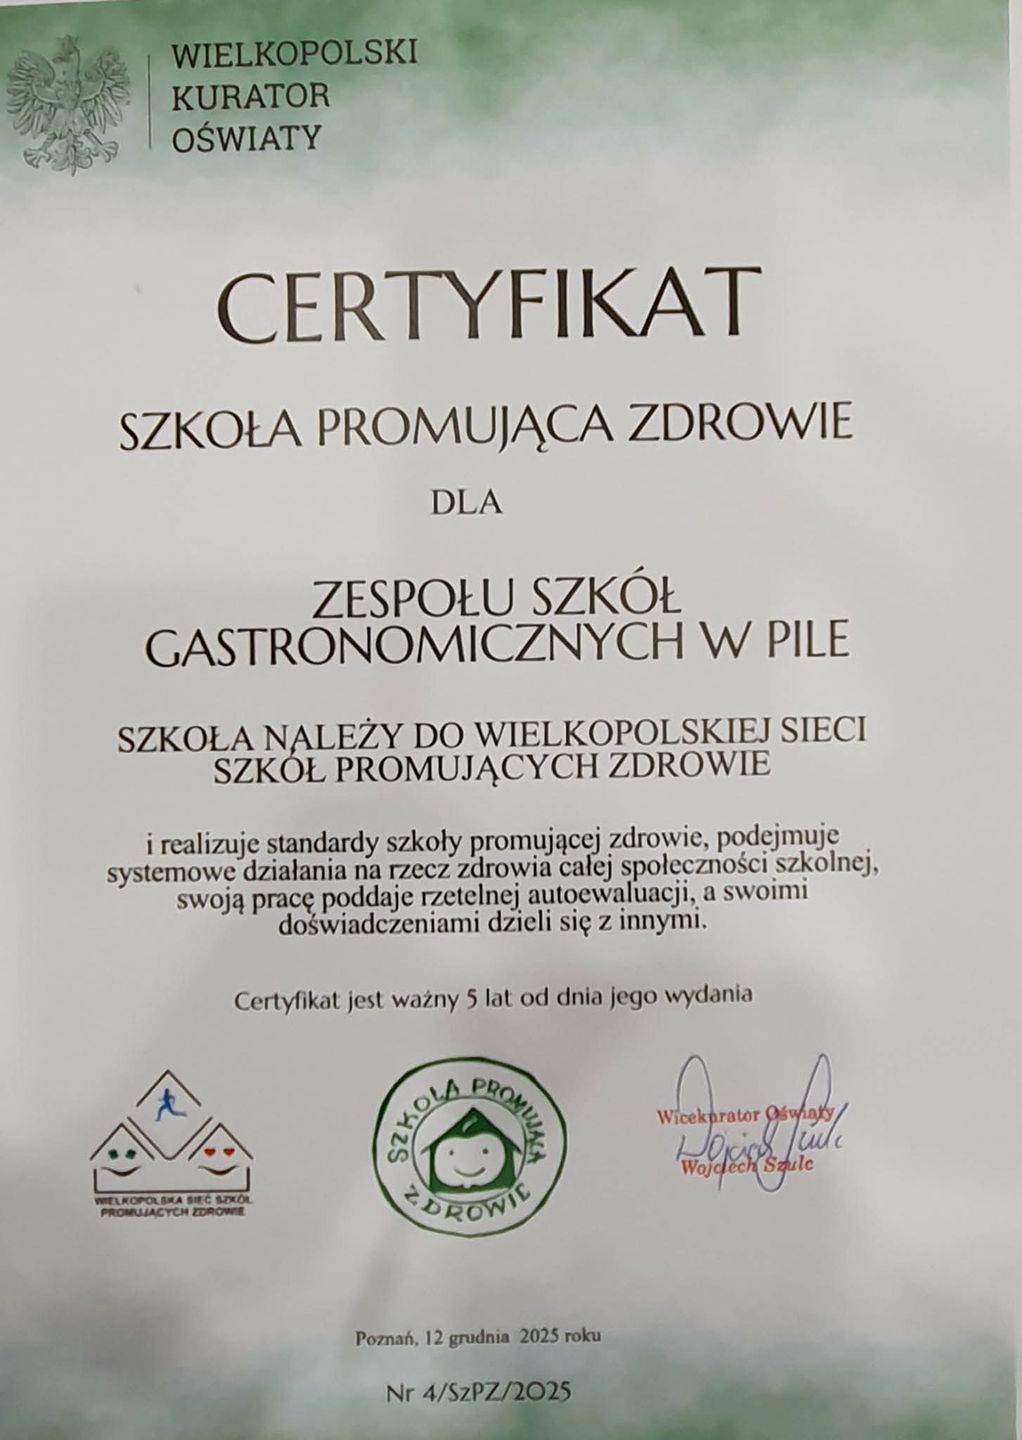 WIELKOPOLSKI
KURATOR
OŚWIATY
CERTYFIKAT
SZKOŁA PROMUJĄCA ZDROWIE
DLA
ZESPOŁU SZKÓŁ
GASTRONOMICZNYCH W PILE
SZKOŁA NALEŻY DO WIELKOPOLSKIEJ SIECI
SZKÓŁ PROMUJĄCYCH ZDROWIE
i realizuje standardy szkoły promującej zdrowie, podejmuje
systemowe działania na rzecz zdrowia całej społeczności szkolnej,
swoją pracę poddaje rzetelnej autoewaluacji, a swoimi
doświadczeniami dzieli się z innymi.
Certyfikat jest ważny 5 lat od dnia jego wydania
WIELKOPOLSKA SIEĆ SZKÓŁ
PROMUJĄCYCH ZDROWIE
SZKOŁA PROMUJĄCA
ZDROWIE
Wicekurator Oświaty
Wojciech Szulc
Wojciech Szulc
Poznań, 12 grudnia 2025 roku
Nr 4/SzPZ/2025